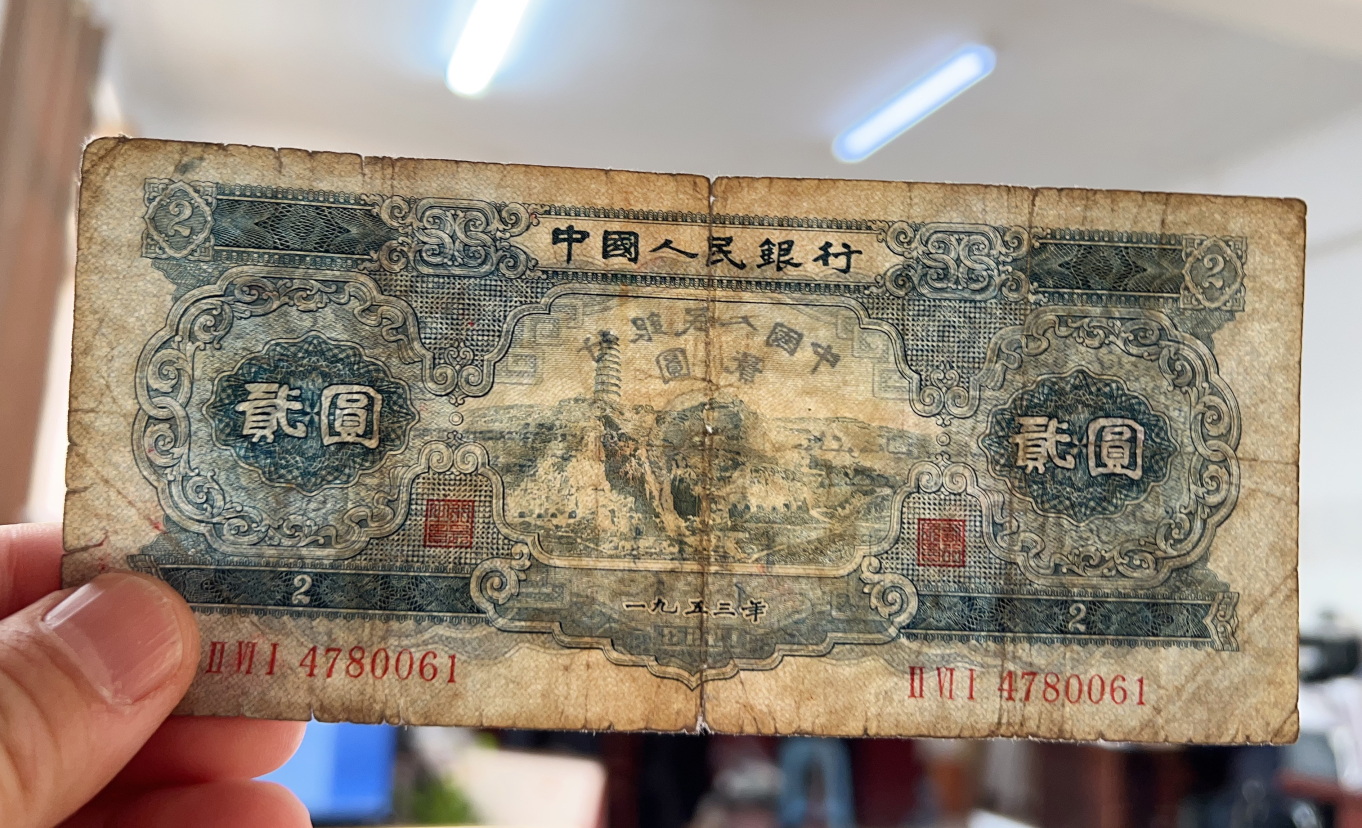 2 中國人民銀行 2
中國人民銀行
貳圓
貳圓 貳圓
一九五三年
2 2
II VI I 4780061 II VI I 4780061